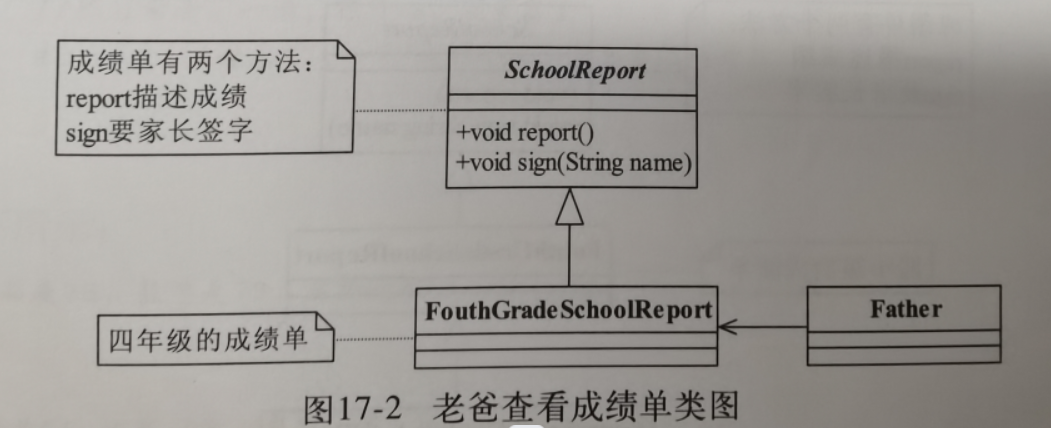 成绩单有两个方法：
report描述成绩
sign要家长签字
SchoolReport
+void report()
+void sign(String name)
四年级的成绩单
FouthGradeSchoolReport
Father
图17-2 老爸查看成绩单类图